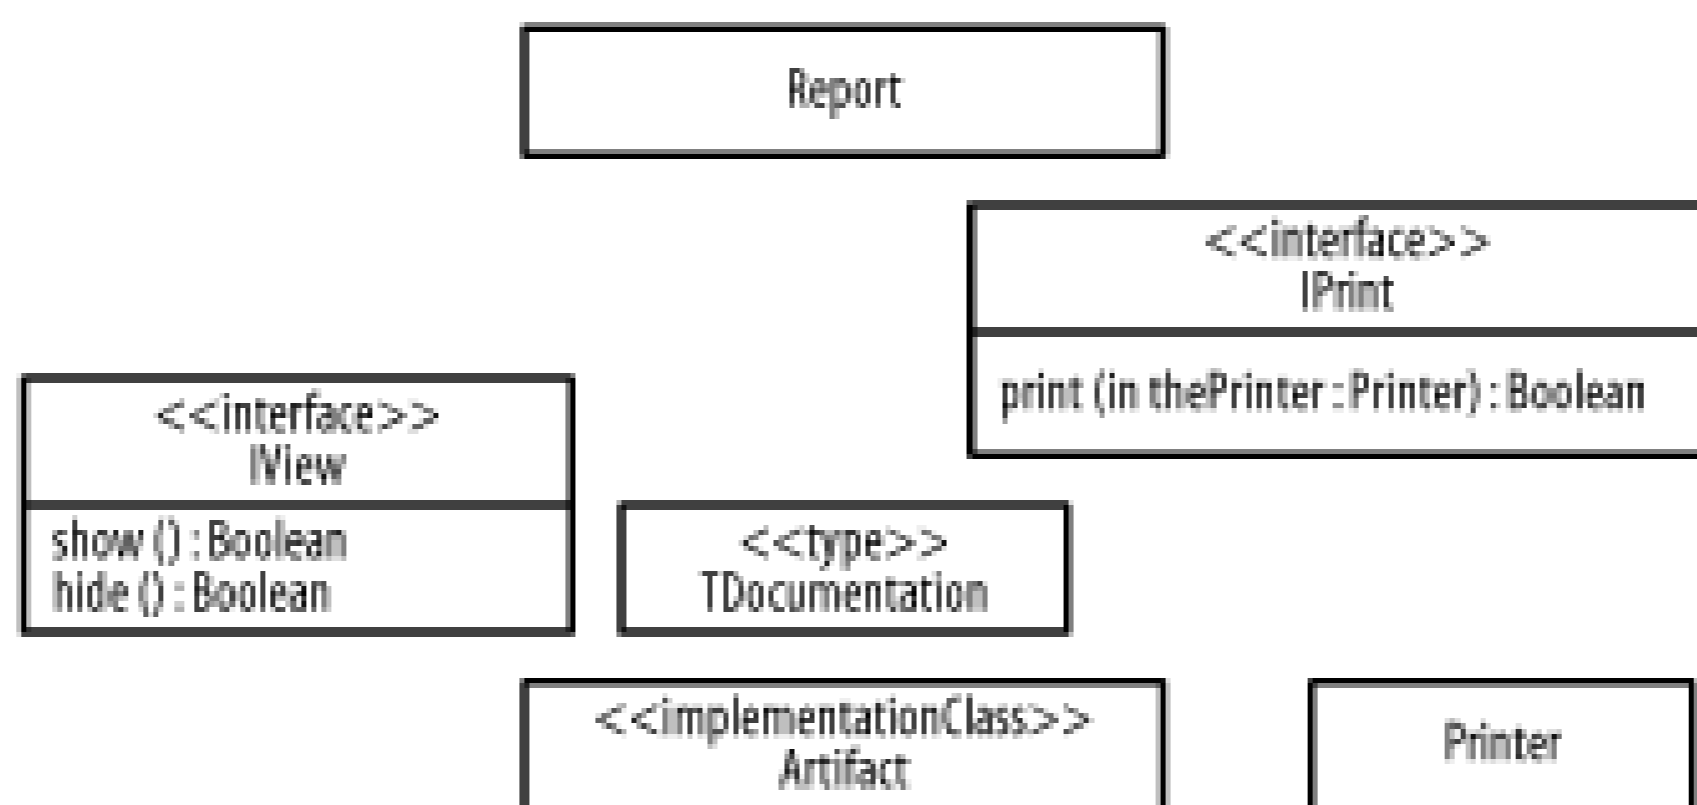 Report
<<interface>>
IPrint
print (in thePrinter : Printer) : Boolean
<<interface>>
IView
show () : Boolean
hide () : Boolean
<<type>>
TDocumentation
<<implementationClass>>
Artifact
Printer